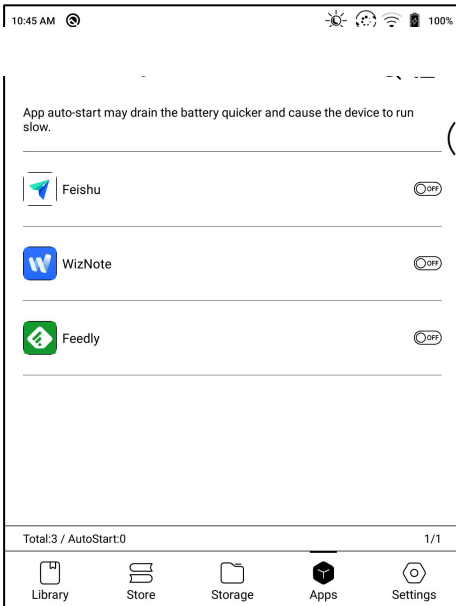 10:45 AM
100%
App auto-start may drain the battery quicker and cause the device to run
slow.
Feishu
OFF
WizNote
OFF
Feedly
OFF
Total:3 / AutoStart:0
1/1
Library
Store
Storage
Apps
Settings